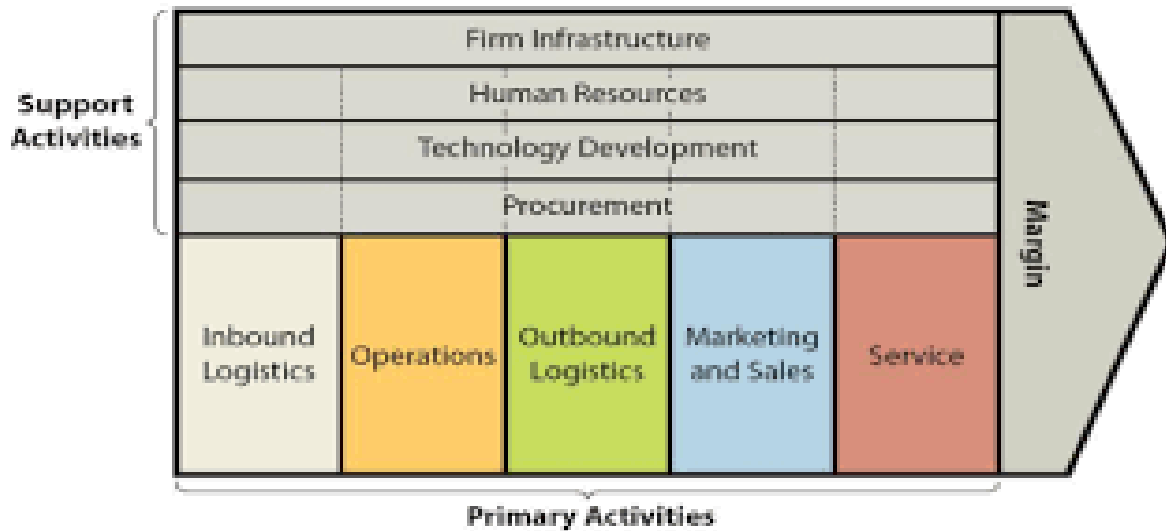 Support
Activities
Firm Infrastructure
Human Resources
Technology Development
Procurement
Inbound
Logistics
Operations
Outbound
Logistics
Marketing
and Sales
Service
Margin
Primary Activities